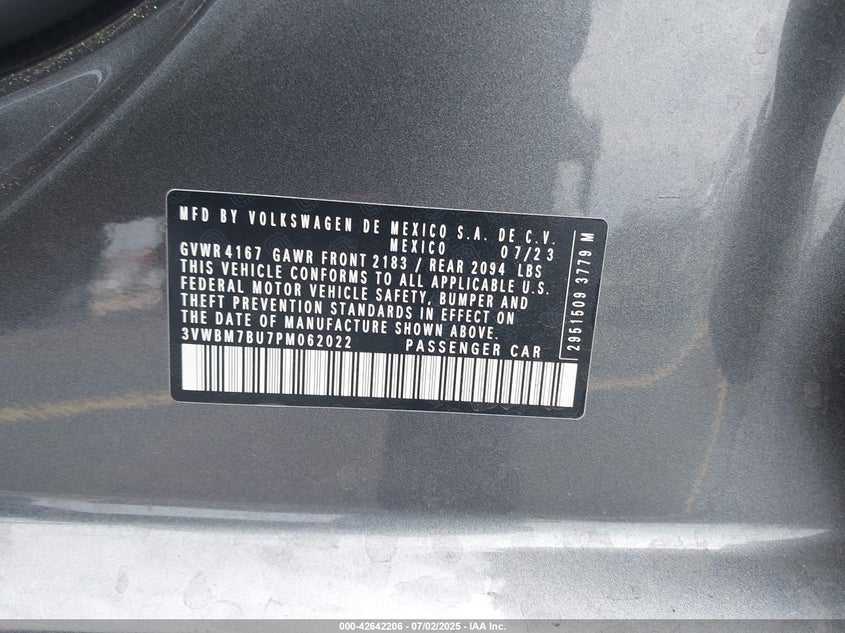 MFD BY VOLKSWAGEN DE MEXICO S.A. DE C.V.
MEXICO 07/23
GVWR 4167 GAWR FRONT 2183 / REAR 2094 LBS
THIS VEHICLE CONFORMS TO ALL APPLICABLE U.S.
FEDERAL MOTOR VEHICLE SAFETY, BUMPER AND
THEFT PREVENTION STANDARDS IN EFFECT ON
THE DATE OF MANUFACTURE SHOWN ABOVE.
3VWBM7BU7PM062022 PASSENGER CAR
2951509 3779 M
000-42642206 - 07/02/2025 - IAA Inc.